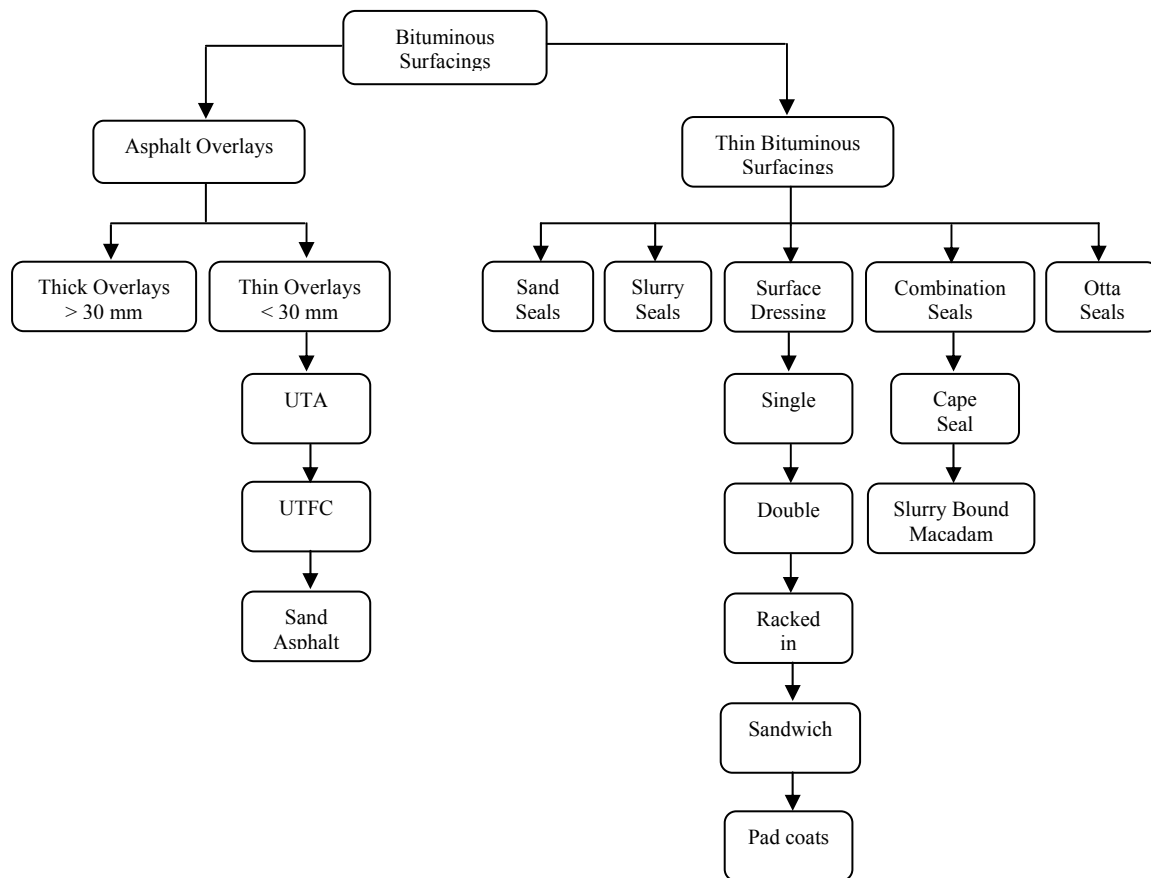 Bituminous
Surfacings
Asphalt Overlays
Thin Bituminous
Surfacings
Thick Overlays
> 30 mm
Thin Overlays
< 30 mm
Sand
Seals
Slurry
Seals
Surface
Dressing
Combination
Seals
Otta
Seals
UTA
Single
Cape
Seal
UTFC
Double
Slurry Bound
Macadam
Sand
Asphalt
Racked
in
Sandwich
Pad coats